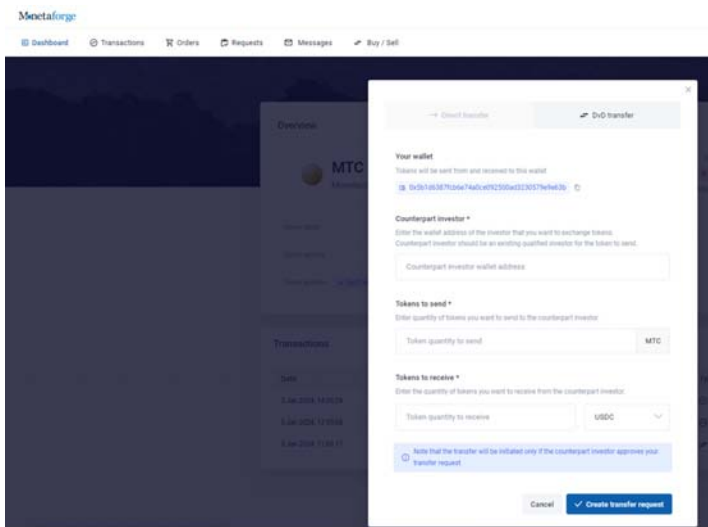 Monetaforge
Dashboard Transactions Orders Requests Messages Buy / Sell
Overview
MTC
Direct transfer DvD transfer
Your wallet
Tokens will be sent from and received to this wallet
Counterpart investor *
Enter the wallet address of the investor that you want to exchange tokens.
Counterpart investor should be an existing qualified investor for the token to send.
Counterpart investor wallet address
Tokens to send *
Enter quantity of tokens you want to send to the counterpart investor
Token quantity to send MTC
Tokens to receive *
Enter the quantity of tokens you want to receive from the counterpart investor.
Token quantity to receive USDC
Note that the transfer will be initiated only if the counterpart investor approves your
transfer request
Cancel Create transfer request
Transactions
Date